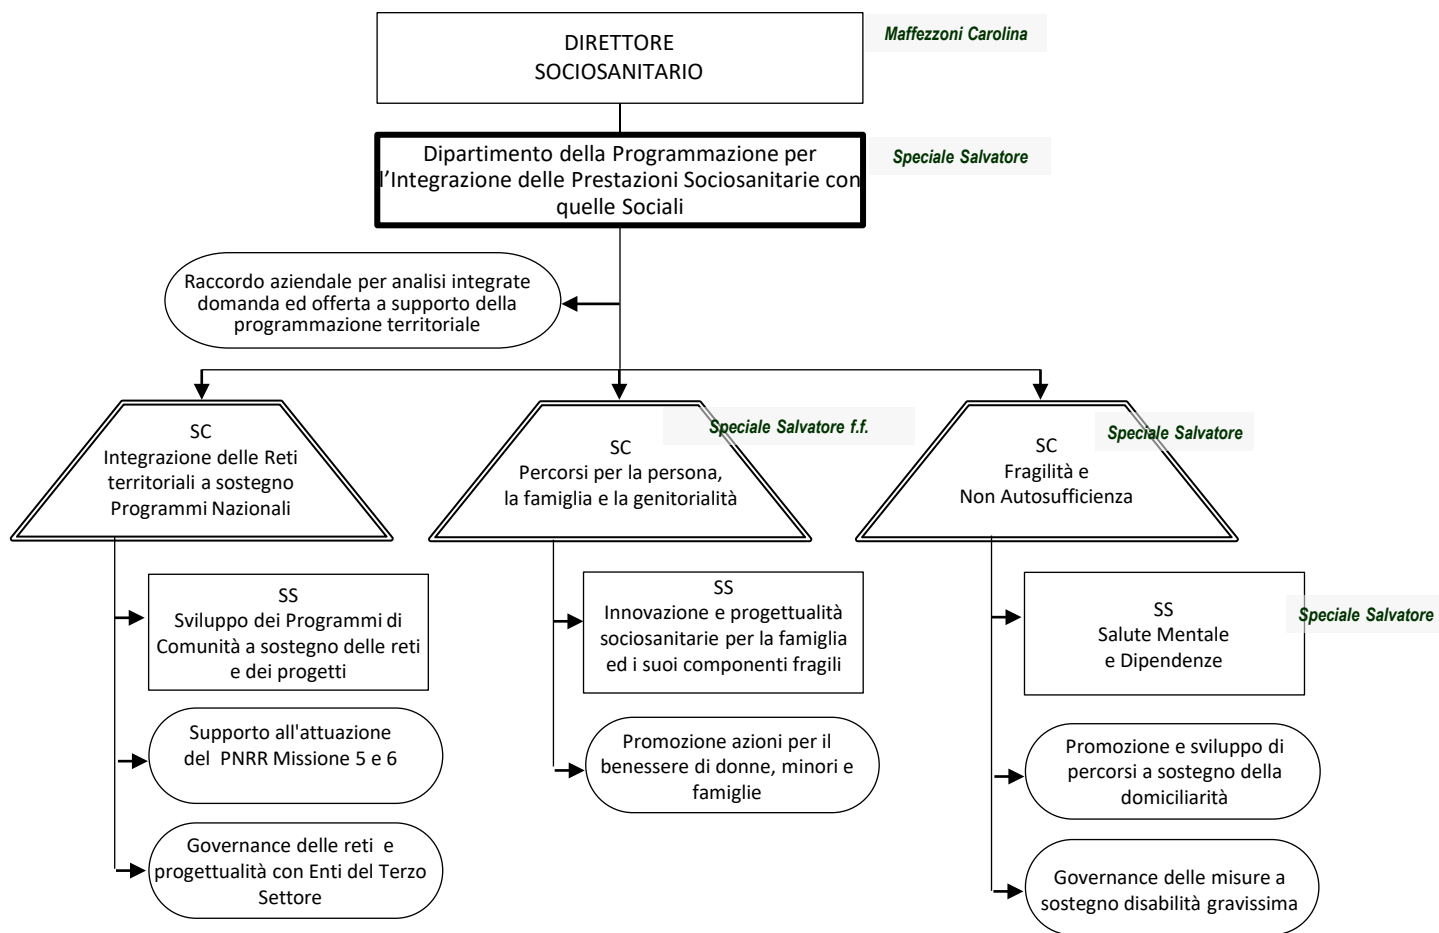 DIRETTORE
SOCIOSANITARIO
Maffezzoni Carolina
Dipartimento della Programmazione per
l'Integrazione delle Prestazioni Sociosanitarie con
quelle Sociali
Speciale Salvatore
Raccordo aziendale per analisi integrate
domanda ed offerta a supporto della
programmazione territoriale
SC
Integrazione delle Reti
territoriali a sostegno
Programmi Nazionali
Speciale Salvatore f.f.
SC
Percorsi per la persona,
la famiglia e la genitorialità
Speciale Salvatore
SC
Fragilità e
Non Autosufficienza
SS
Sviluppo dei Programmi di
Comunità a sostegno delle reti
e dei progetti
Supporto all'attuazione
del PNRR Missione 5 e 6
Governance delle reti e
progettualità con Enti del Terzo
Settore
SS
Innovazione e progettualità
sociosanitarie per la famiglia
ed i suoi componenti fragili
Promozione azioni per il
benessere di donne, minori e
famiglie
SS
Salute Mentale
e Dipendenze
Speciale Salvatore
Promozione e sviluppo di
percorsi a sostegno della
domiciliarità
Governance delle misure a
sostegno disabilità gravissima